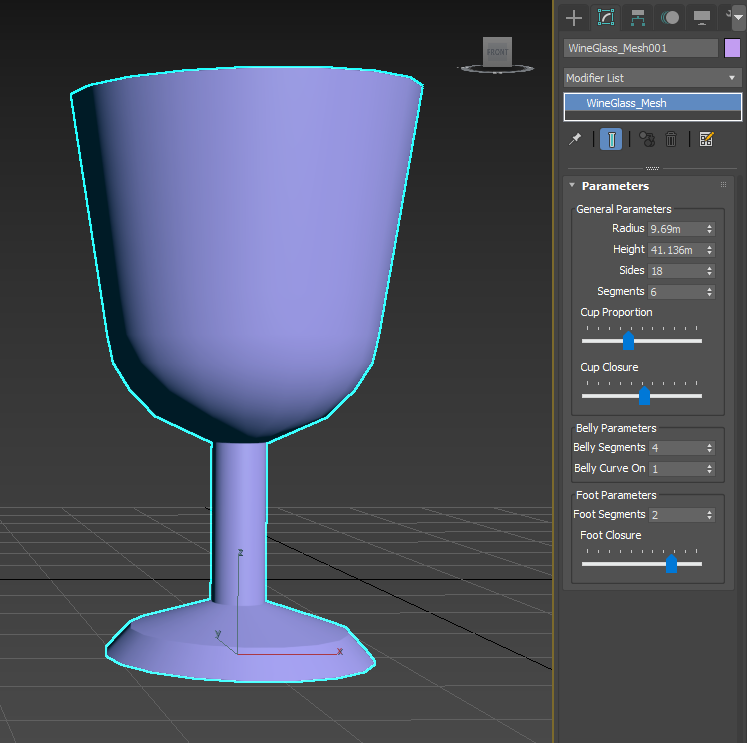 FRONT
WineGlass_Mesh001
Modifier List
WineGlass_Mesh
Parameters
General Parameters
Radius 9.69m
Height 41.136m
Sides 18
Segments 6
Cup Proportion
Cup Closure
Belly Parameters
Belly Segments 4
Belly Curve On 1
Foot Parameters
Foot Segments 2
Foot Closure
z
y
x